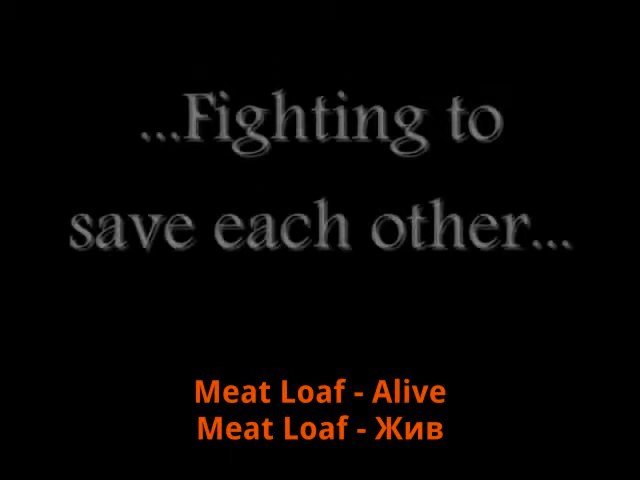 ...Fighting to
save each other...
Meat Loaf - Alive
Meat Loaf - Жив